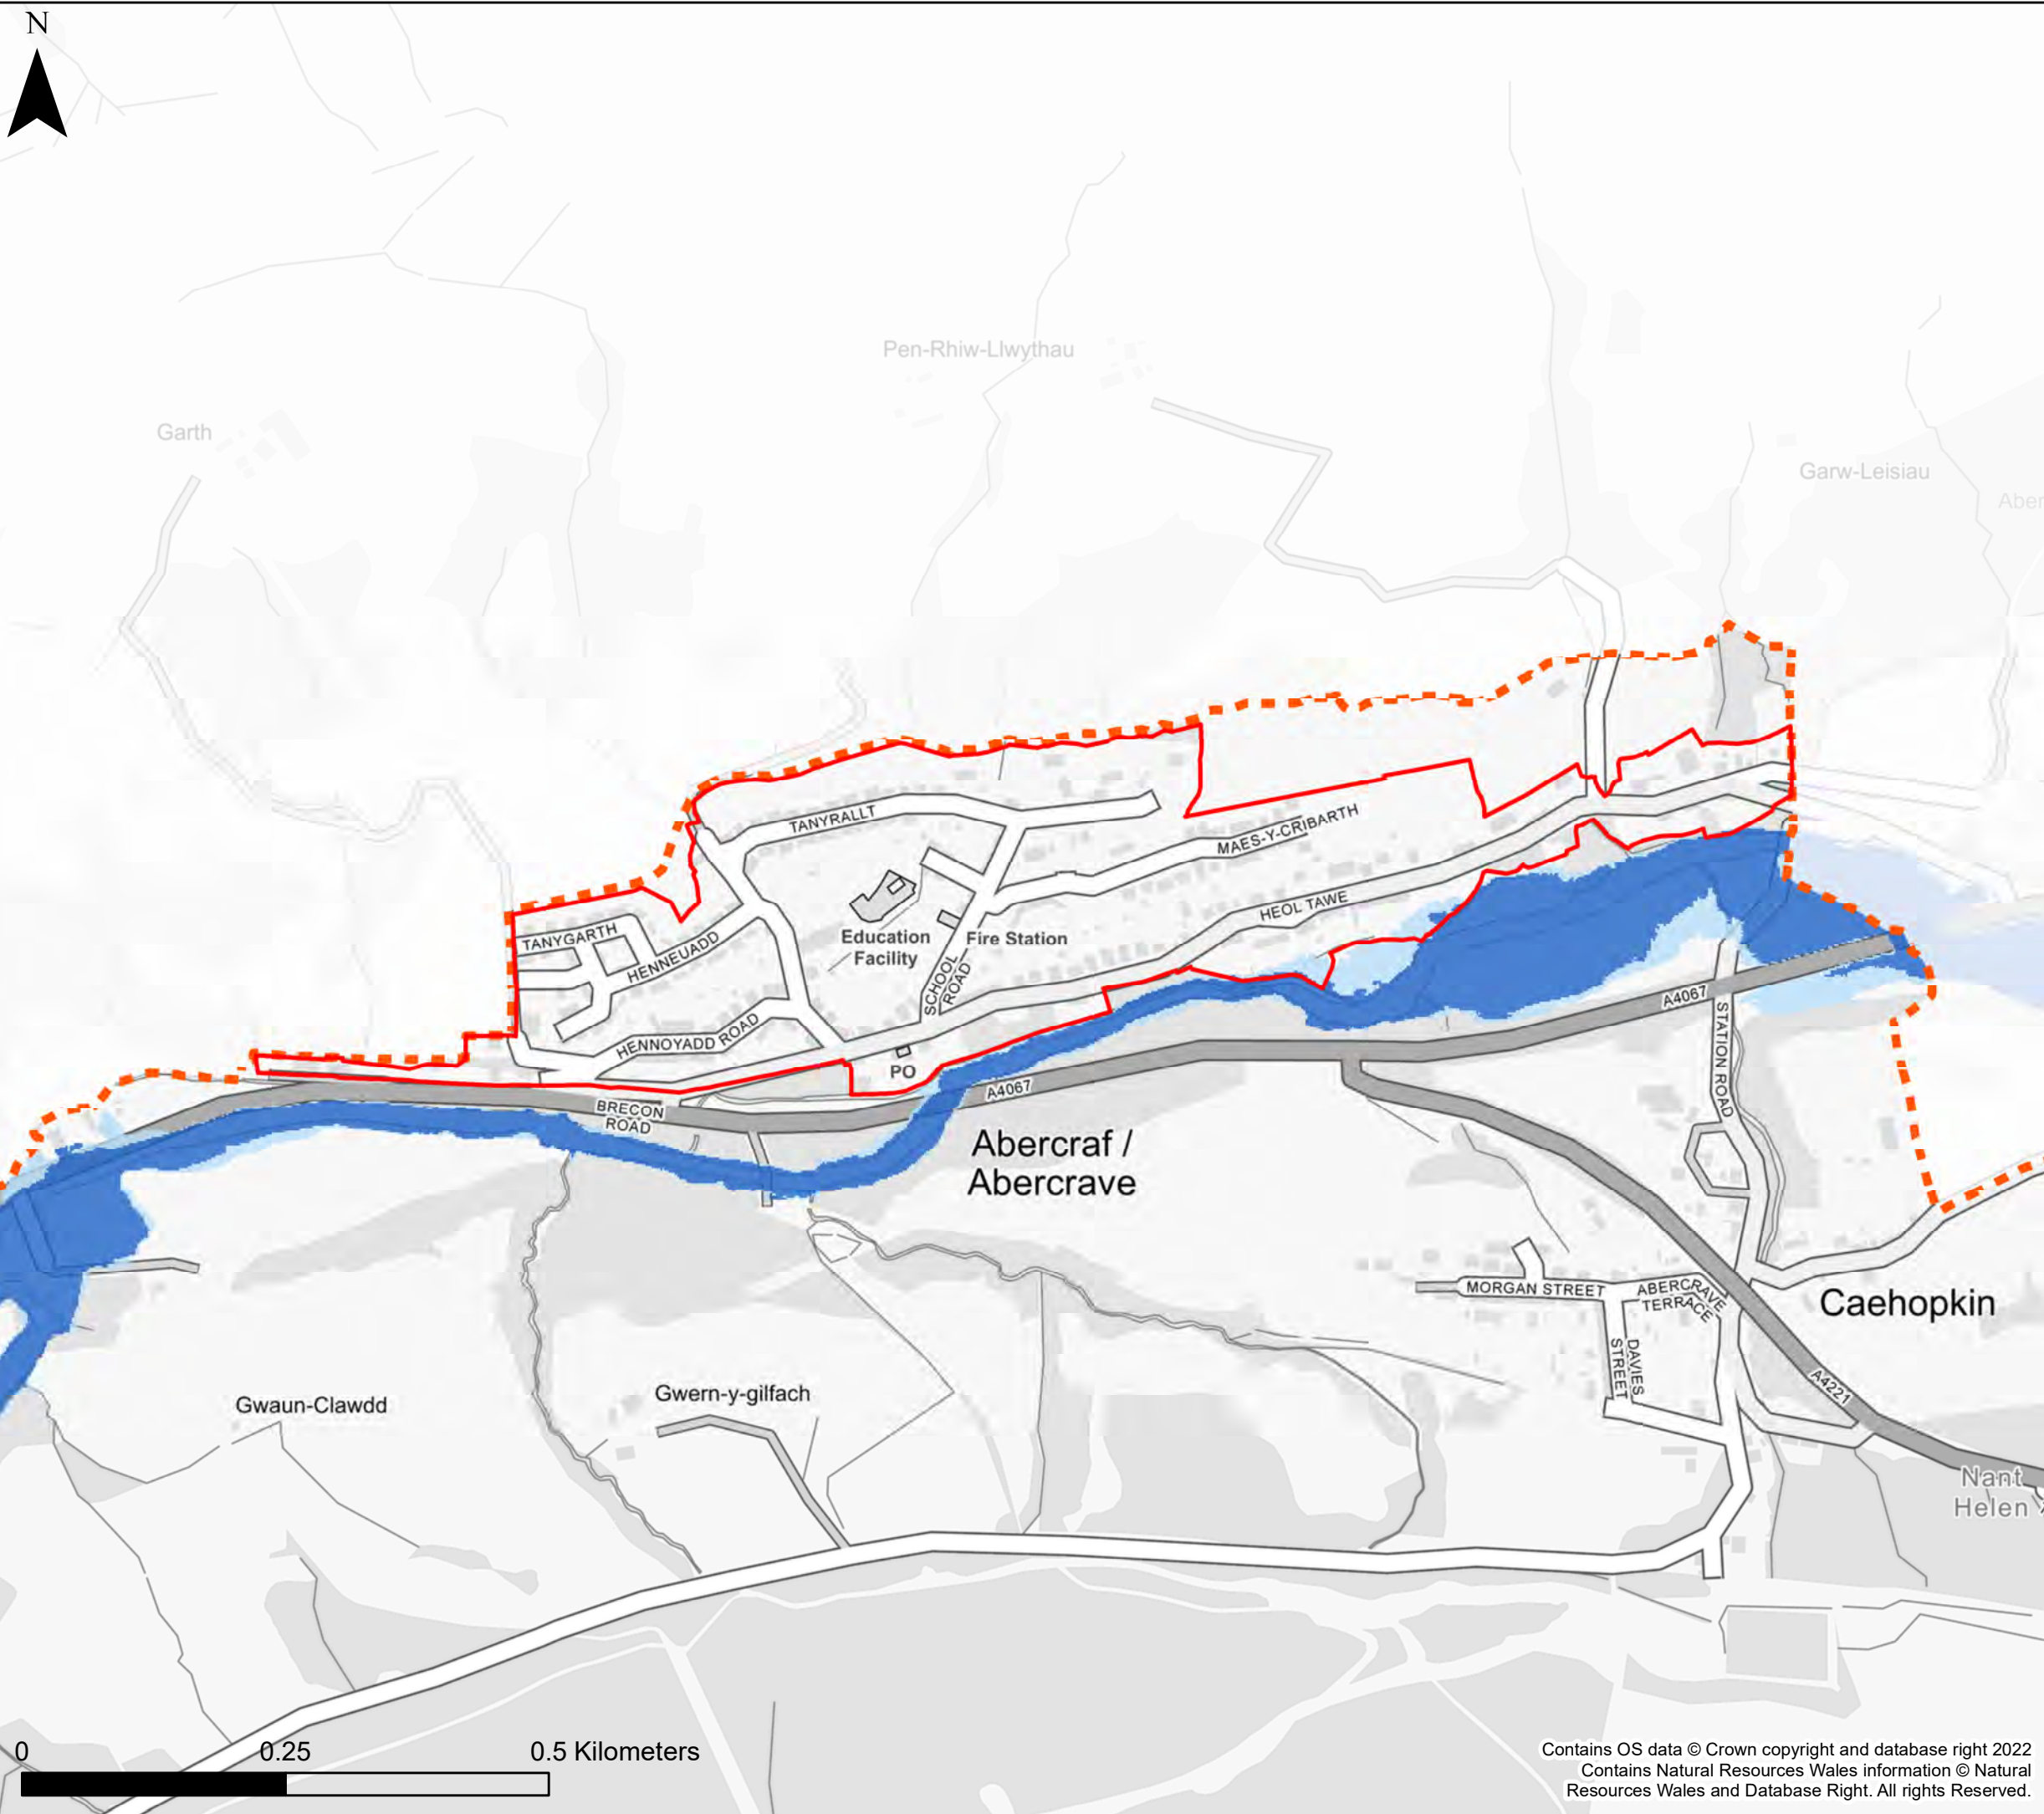 N
Pen-Rhiw-Llwythau
Garth
Garw-Leisiau
Aber
TANYRALLT
MAES-Y-CRIBARTH
HEOL TAWE
TANYGARTH
HENNEUADD
Education
Facility
Fire Station
SCHOOL
ROAD
HENNOYADD ROAD
PO
A4067
STATION ROAD
A4067
BRECON
ROAD
Abercraf /
Abercrave
MORGAN STREET
ABERCRAVE
TERRACE
Caehopkin
DAVIES
STREET
A4221
Gwaun-Clawdd
Gwern-y-gilfach
Nant
Helen
0
0.25
0.5 Kilometers
Contains OS data © Crown copyright and database right 2022
Contains Natural Resources Wales information © Natural
Resources Wales and Database Right. All rights Reserved.